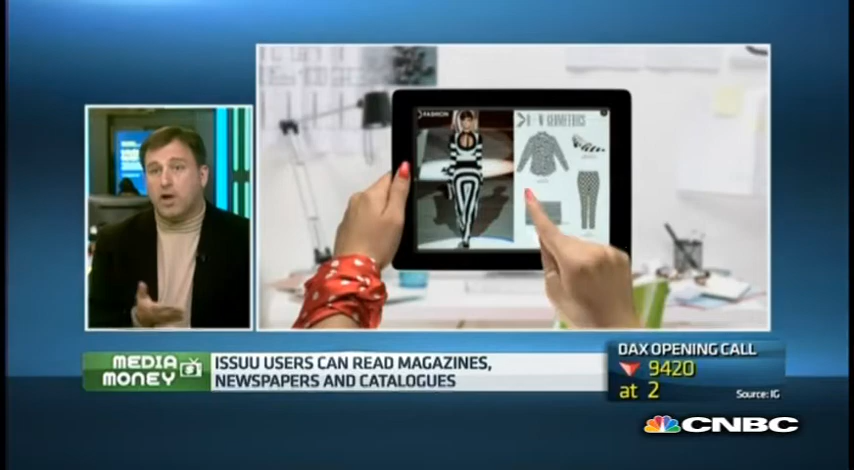 FASHION
GEOMETRICS
MEDIA
MONEY
ISSUU USERS CAN READ MAGAZINES,
NEWSPAPERS AND CATALOGUES
DAX OPENING CALL
9420
at 2
Source: IG
CNBC